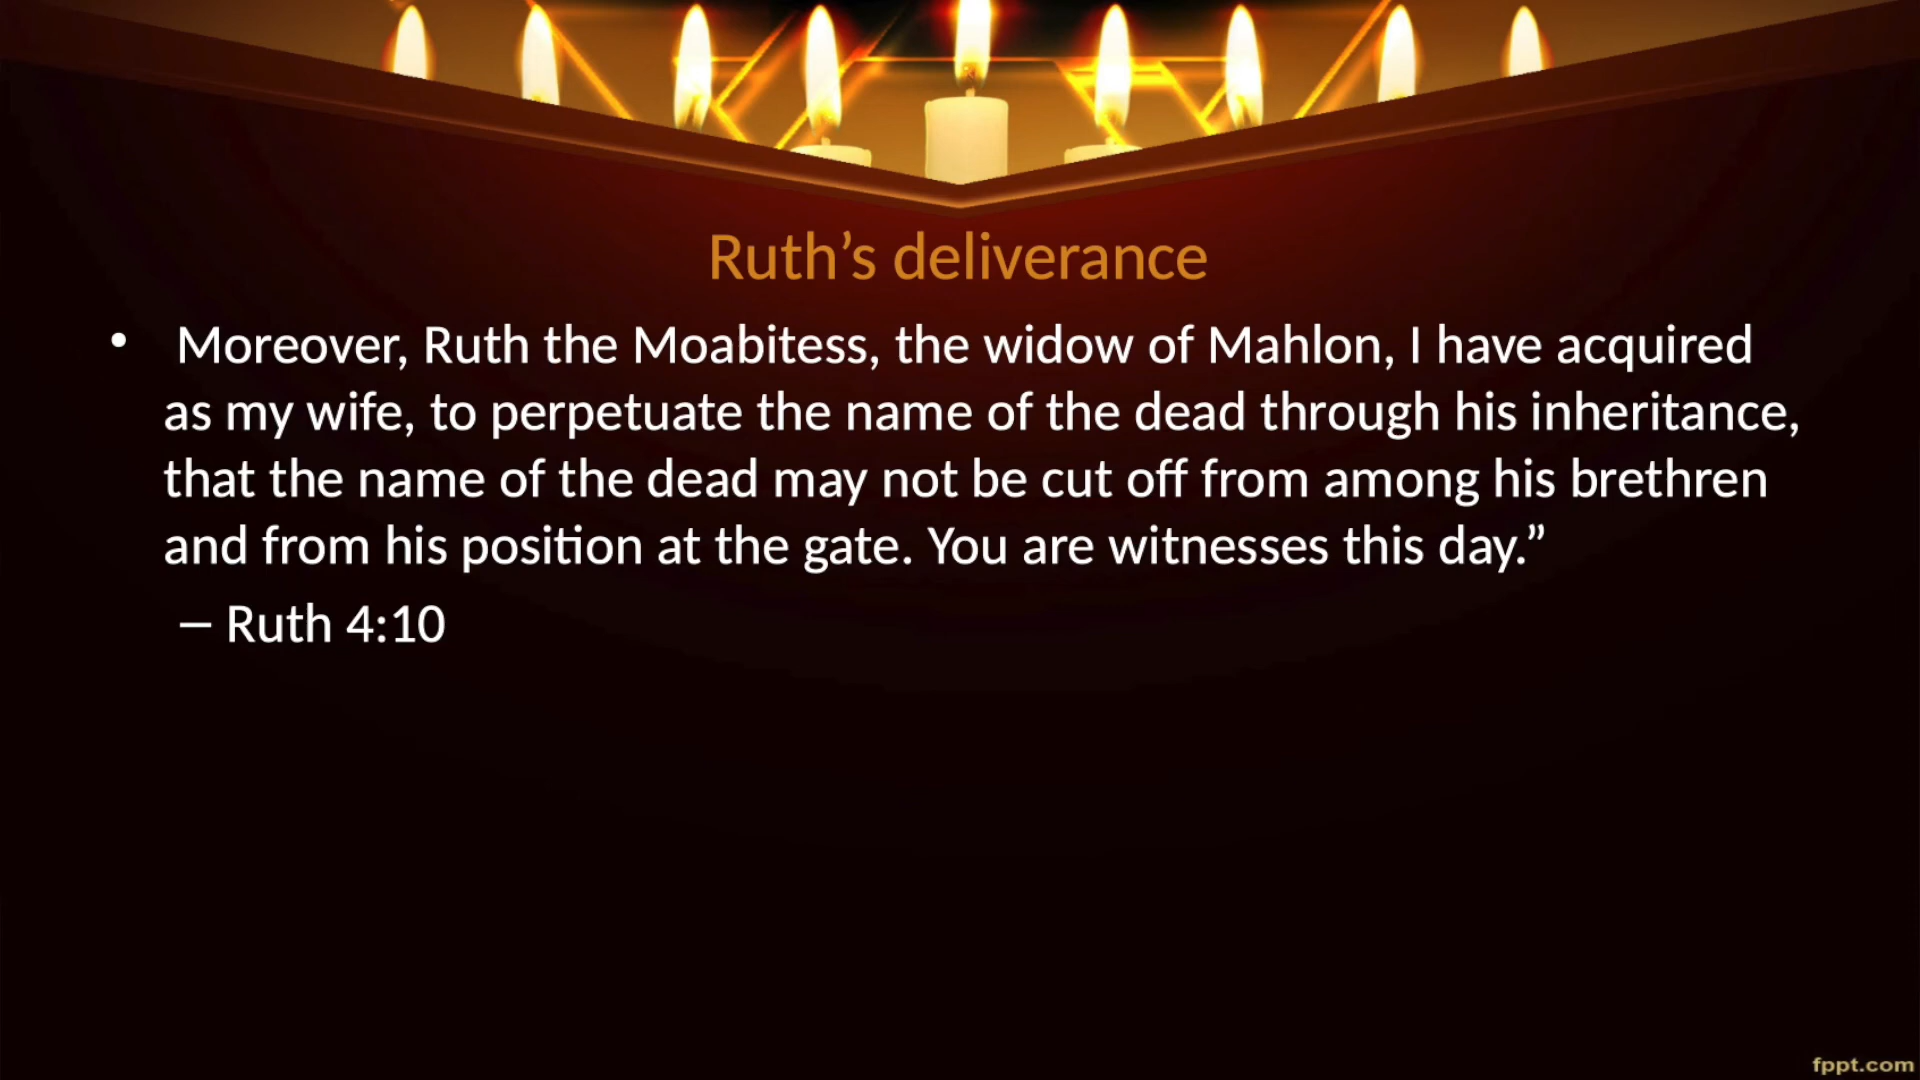 Ruth’s deliverance
• Moreover, Ruth the Moabitess, the widow of Mahlon, I have acquired
as my wife, to perpetuate the name of the dead through his inheritance,
that the name of the dead may not be cut off from among his brethren
and from his position at the gate. You are witnesses this day.”
– Ruth 4:10
fppt.com